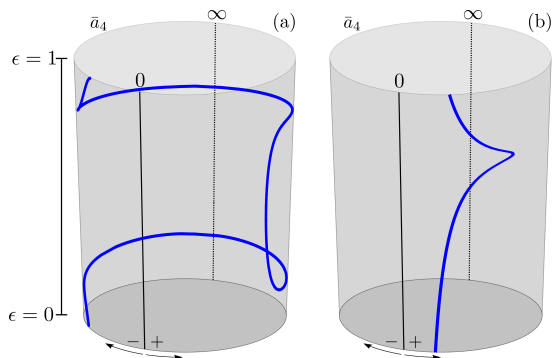 ā₄ ∞ (a)
ϵ = 1
0
ϵ = 0
− +
ā₄ ∞ (b)
0
− +